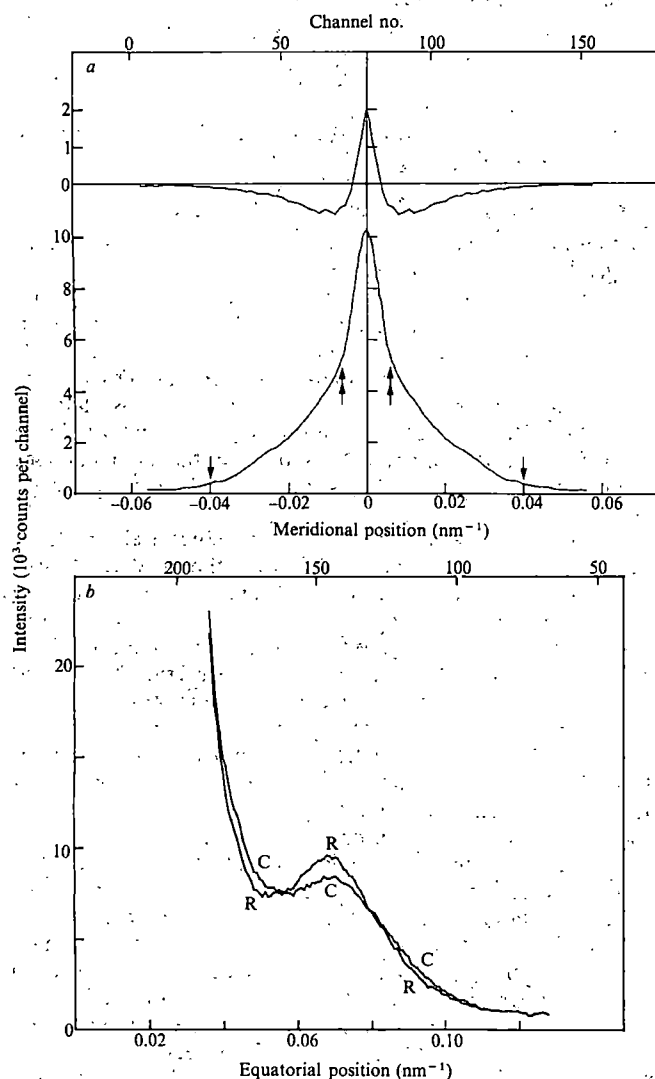 Channel no.
0 50 100 150
a
2
1
0
10
8
6
4
2
0
−0.06 −0.04 −0.02 0 0.02 0.04 0.06
Meridional position (nm⁻¹)
Intensity (10³ counts per channel)
200 150 100 50
b
20
10
0
R
C
C
R
C
R
0.02 0.06 0.10
Equatorial position (nm⁻¹)